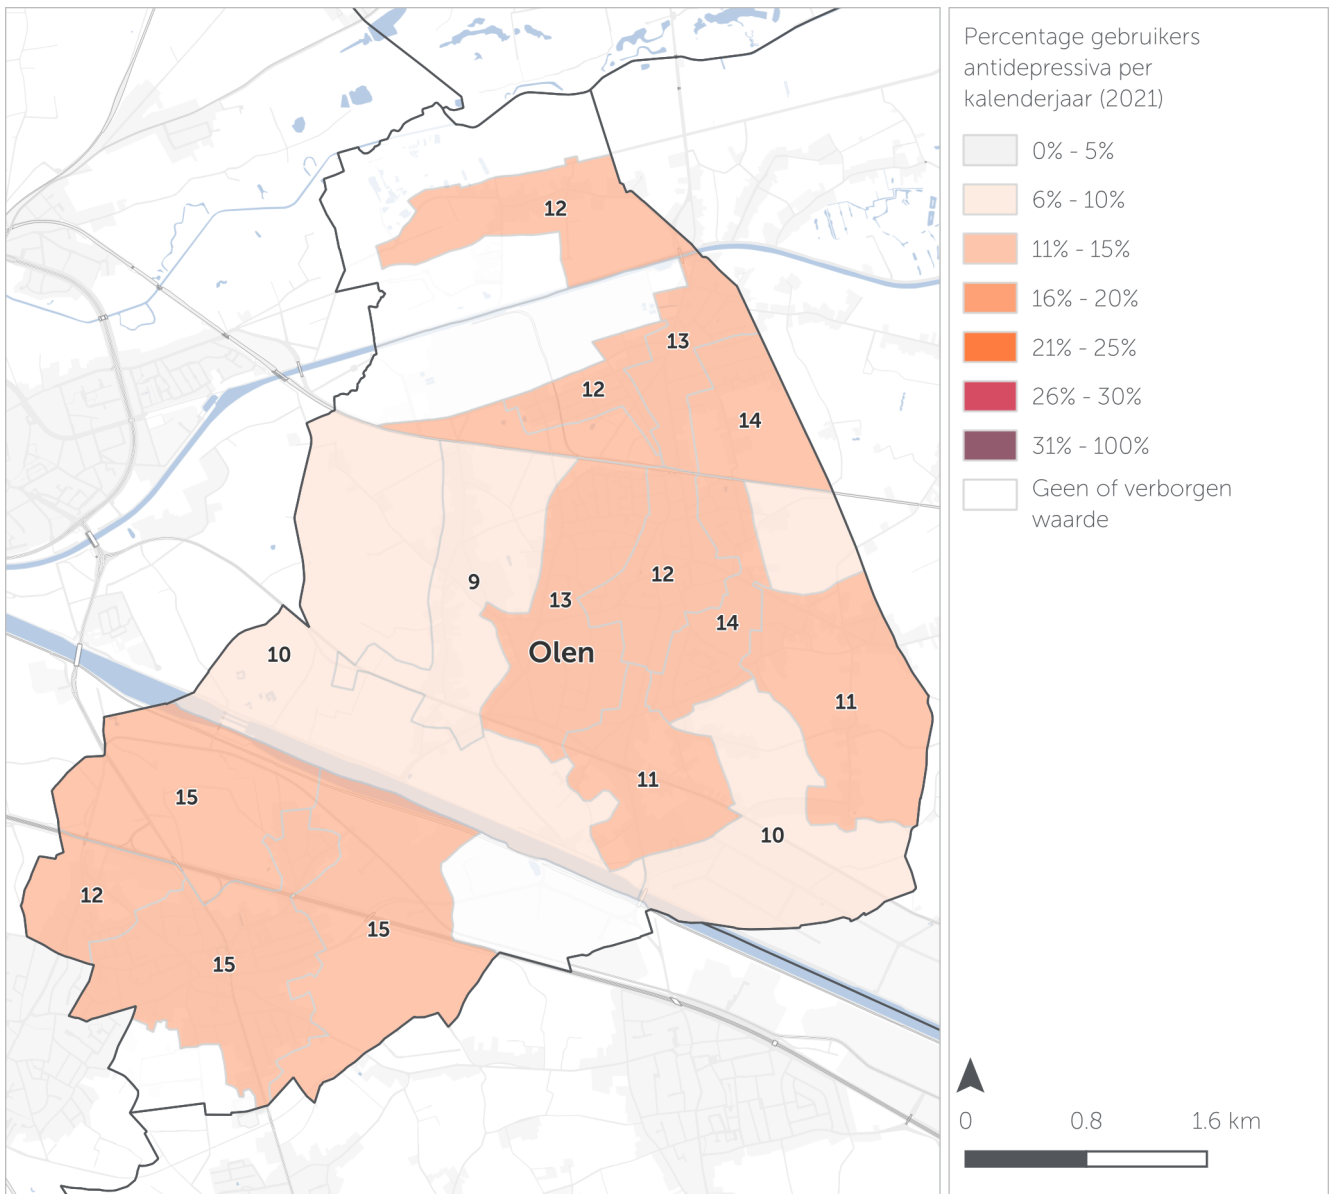 12
13
12
14
9
12
13
14
Olen
10
11
11
15
10
12
15
15
Percentage gebruikers
antidepressiva per
kalenderjaar (2021)
0% - 5%
6% - 10%
11% - 15%
16% - 20%
21% - 25%
26% - 30%
31% - 100%
Geen of verborgen
waarde
0 0.8 1.6 km